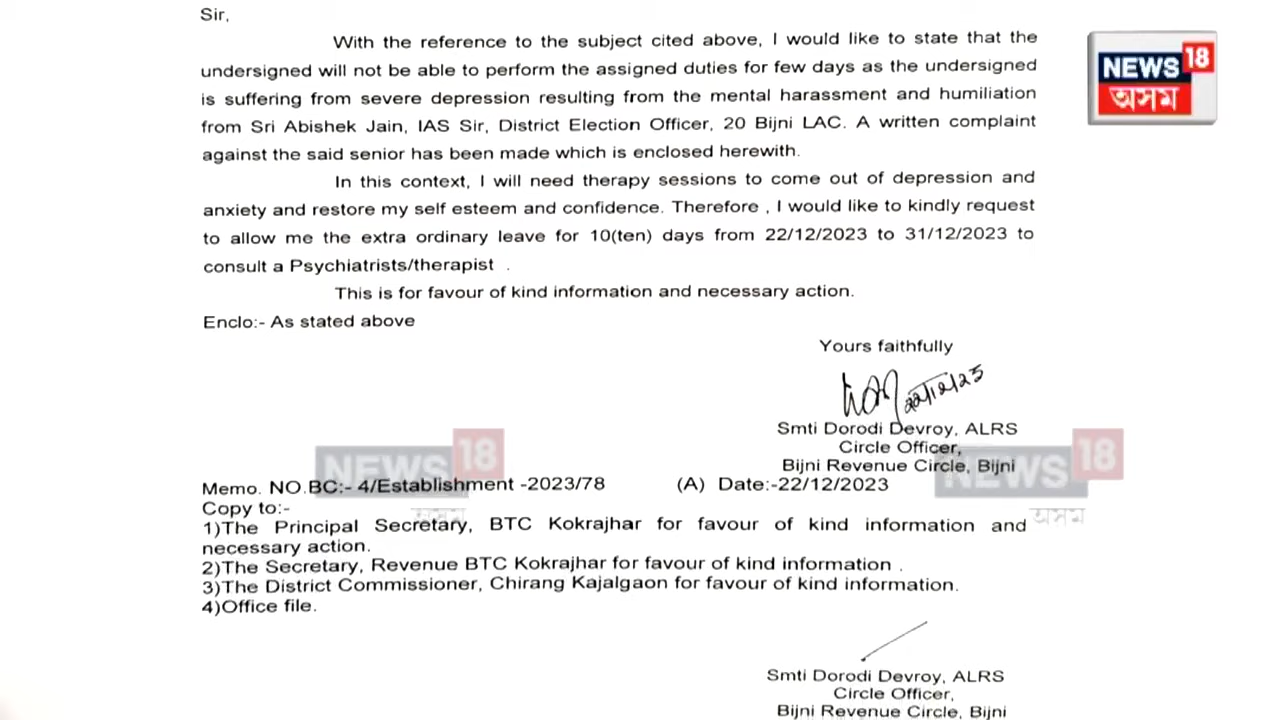 Sir,
With the reference to the subject cited above, I would like to state that the
undersigned will not be able to perform the assigned duties for few days as the undersigned
is suffering from severe depression resulting from the mental harassment and humiliation
from Sri Abishek Jain, IAS Sir, District Election Officer, 20 Bijni LAC. A written complaint
against the said senior has been made which is enclosed herewith.
In this context, I will need therapy sessions to come out of depression and
anxiety and restore my self esteem and confidence. Therefore , I would like to kindly request
to allow me the extra ordinary leave for 10(ten) days from 22/12/2023 to 31/12/2023 to
consult a Psychiatrists/therapist .
This is for favour of kind information and necessary action.
Enclo:- As stated above
Yours faithfully
22/12/23
Smti Dorodi Devroy, ALRS
Circle Officer,
Bijni Revenue Circle, Bijni
Memo. NO.BC:- 4/Establishment -2023/78 (A) Date:-22/12/2023
Copy to:-
1)The Principal Secretary, BTC Kokrajhar for favour of kind information and
necessary action.
2)The Secretary, Revenue BTC Kokrajhar for favour of kind information .
3)The District Commissioner, Chirang Kajalgaon for favour of kind information.
4)Office file.
Smti Dorodi Devroy, ALRS
Circle Officer,
Bijni Revenue Circle, Bijni
NEWS 18
অসম
NEWS 18
অসম
NEWS 18
অসম